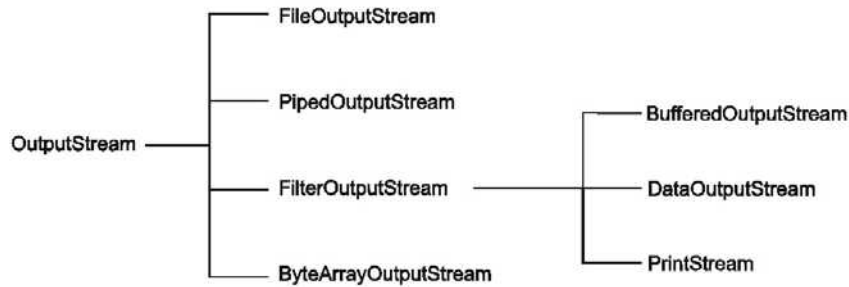 FileOutputStream
PipedOutputStream
BufferedOutputStream
OutputStream
FilterOutputStream
DataOutputStream
PrintStream
ByteArrayOutputStream